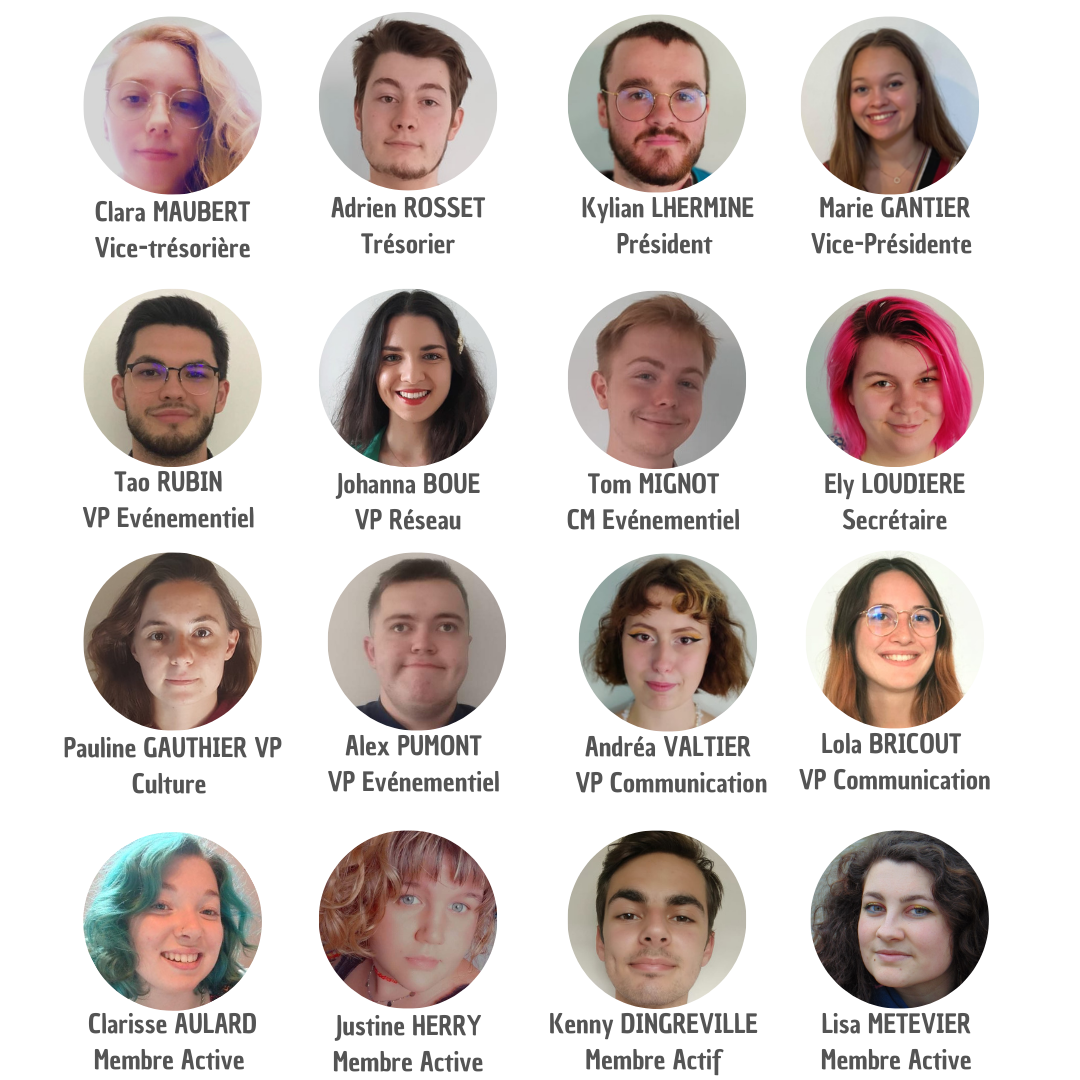 Clara MAUBERT
Vice-trésorière
Adrien ROSSET
Trésorier
Kylian LHERMINE
Président
Marie GANTIER
Vice-Présidente
Tao RUBIN
VP Evénementiel
Johanna BOUE
VP Réseau
Tom MIGNOT
CM Evénementiel
Ely LOUDIERE
Secrétaire
Pauline GAUTHIER VP
Culture
Alex PUMONT
VP Evénementiel
Andréa VALTIER
VP Communication
Lola BRICOUT
VP Communication
Clarisse AULARD
Membre Active
Justine HERRY
Membre Active
Kenny DINGREVILLE
Membre Actif
Lisa METEVIER
Membre Active